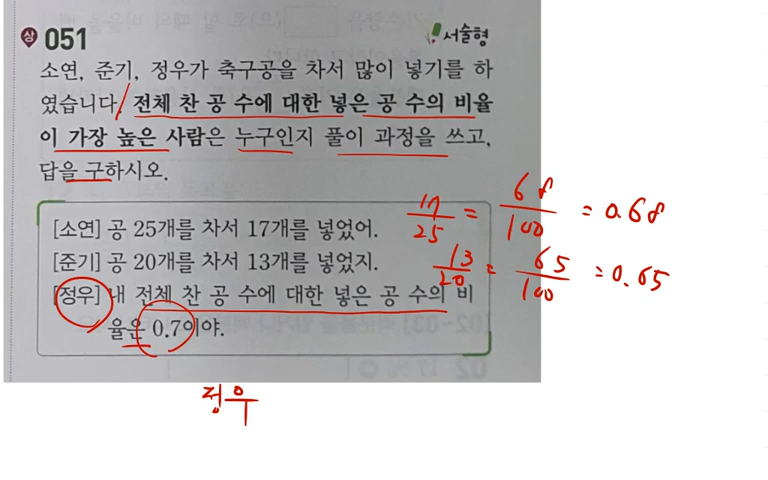 상 051 서술형
소연, 준기, 정우가 축구공을 차서 많이 넣기를 하
였습니다. 전체 찬 공 수에 대한 넣은 공 수의 비율
이 가장 높은 사람은 누구인지 풀이 과정을 쓰고,
답을 구하시오.
[소연] 공 25개를 차서 17개를 넣었어.
17/25 = 68/100 = 0.68
[준기] 공 20개를 차서 13개를 넣었지.
13/20 = 65/100 = 0.65
[정우] 내 전체 찬 공 수에 대한 넣은 공 수의 비
율은 0.7이야.
정우